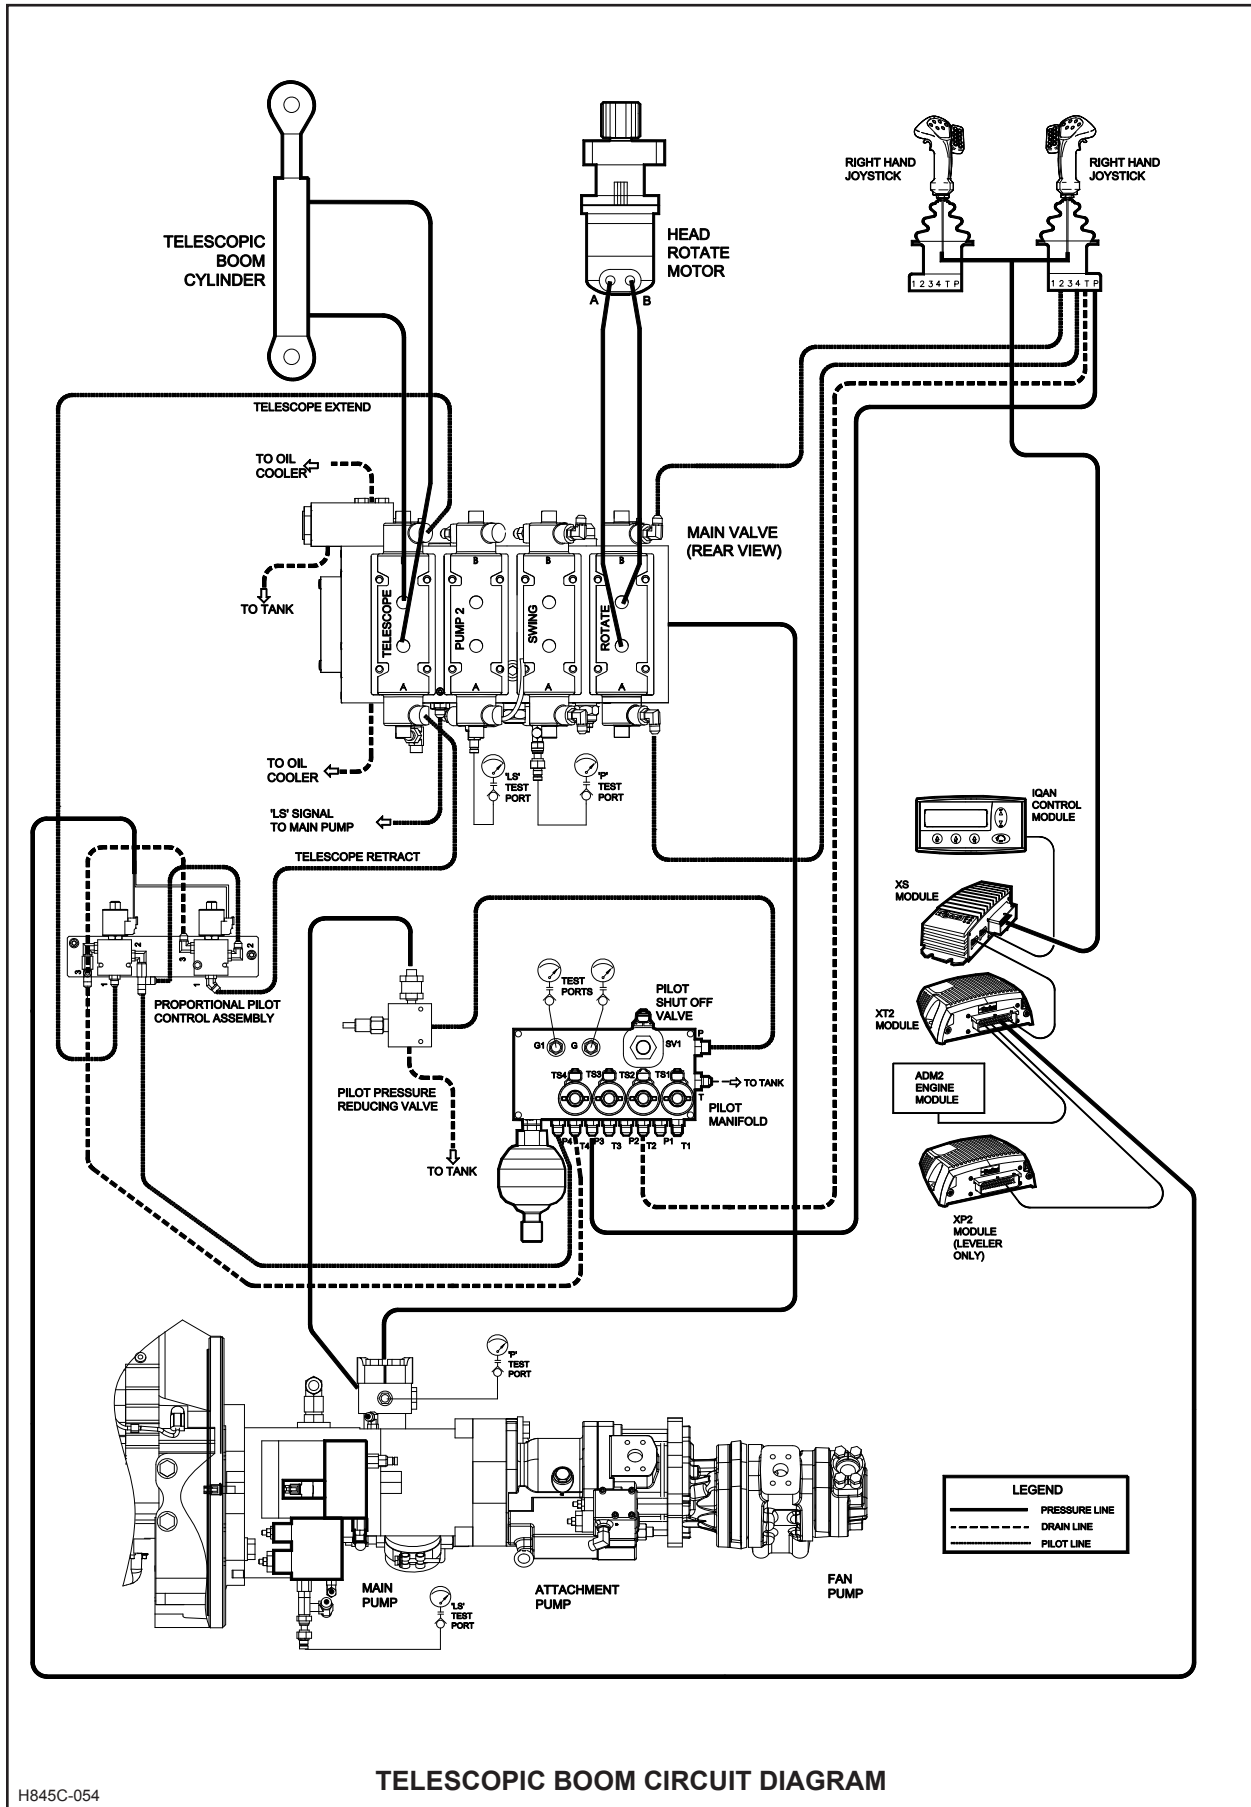 RIGHT HAND
JOYSTICK
RIGHT HAND
JOYSTICK
TELESCOPIC
BOOM
CYLINDER
HEAD
ROTATE
MOTOR
A
B
1 2 3 4 T P
1 2 3 4 T P
TELESCOPE EXTEND
TO OIL
COOLER
MAIN VALVE
(REAR VIEW)
B
B
B
TO TANK
TELESCOPE
PUMP 2
SWING
ROTATE
A
A
A
A
TO OIL
COOLER
'LS'
TEST
PORT
'P'
TEST
PORT
'LS' SIGNAL
TO MAIN PUMP
TELESCOPE RETRACT
IQAN
CONTROL
MODULE
XS
MODULE
2
3
2
3
1
1
PROPORTIONAL PILOT
CONTROL ASSEMBLY
TEST
PORTS
PILOT
SHUT OFF
VALVE
XT2
MODULE
G1
G
SV1
P
TS4
TS3
TS2
TS1
T
TO TANK
ADM2
ENGINE
MODULE
PILOT PRESSURE
REDUCING VALVE
PILOT
MANIFOLD
P4
T4
P3
T3
P2
T2
P1
T1
TO TANK
XP2
MODULE
(LEVELER
ONLY)
'P'
TEST
PORT
LEGEND
PRESSURE LINE
DRAIN LINE
PILOT LINE
MAIN
PUMP
'LS'
TEST
PORT
ATTACHMENT
PUMP
FAN
PUMP
TELESCOPIC BOOM CIRCUIT DIAGRAM
H845C-054